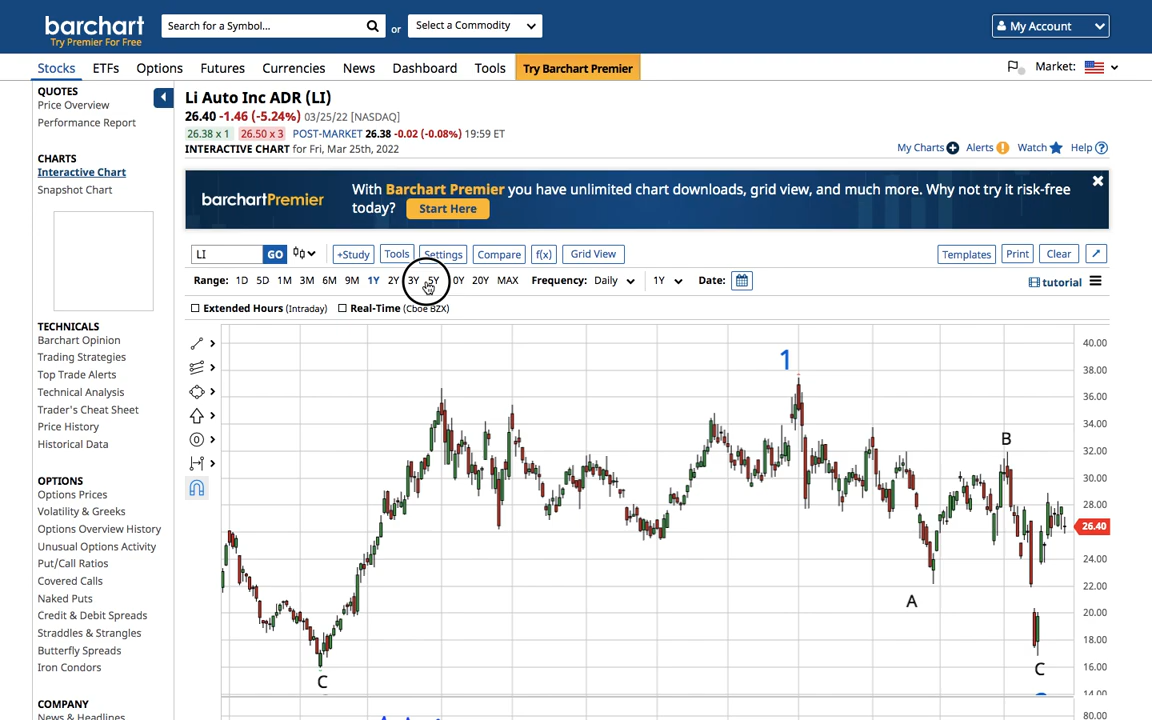 barchart
Try Premier For Free
Search for a Symbol...
or
Select a Commodity
My Account
Stocks ETFs Options Futures Currencies News Dashboard Tools Try Barchart Premier
Market:
QUOTES
Price Overview
Performance Report
CHARTS
Interactive Chart
Snapshot Chart
TECHNICALS
Barchart Opinion
Trading Strategies
Top Trade Alerts
Technical Analysis
Trader's Cheat Sheet
Price History
Historical Data
OPTIONS
Options Prices
Volatility & Greeks
Options Overview History
Unusual Options Activity
Put/Call Ratios
Covered Calls
Naked Puts
Credit & Debit Spreads
Straddles & Strangles
Butterfly Spreads
Iron Condors
COMPANY
News & Headlines
Li Auto Inc ADR (LI)
26.40 -1.46 (-5.24%) 03/25/22 [NASDAQ]
26.38 x 1 26.50 x 3 POST-MARKET 26.38 -0.02 (-0.08%) 19:59 ET
INTERACTIVE CHART for Fri, Mar 25th, 2022
My Charts Alerts Watch Help
barchartPremier
With Barchart Premier you have unlimited chart downloads, grid view, and much more. Why not try it risk-free
today? Start Here
LI GO +Study Tools Settings Compare f(x) Grid View Templates Print Clear
Range: 1D 5D 1M 3M 6M 9M 1Y 2Y 3Y 5Y 0Y 20Y MAX Frequency: Daily 1Y Date:
tutorial
Extended Hours (Intraday) Real-Time (Cboe BZX)
40.00
1
38.00
36.00
34.00
B
32.00
30.00
28.00
26.40
24.00
22.00
A
20.00
18.00
16.00
C
C
14.00
80.00